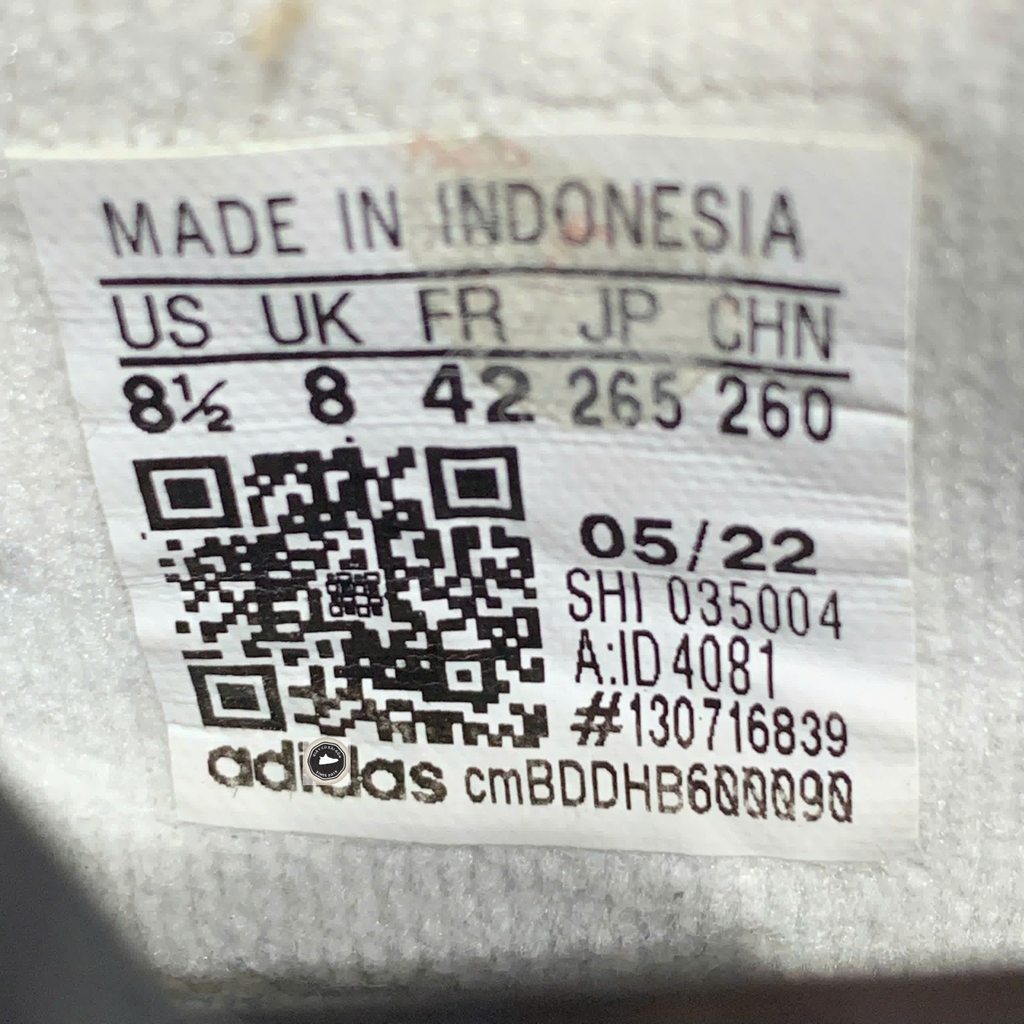 MADE IN INDONESIA
US UK FR JP CHN
8½ 8 42 265 260
05/22
SHI 035004
A:ID4081
#130716839
adidas cmBDDHB600090